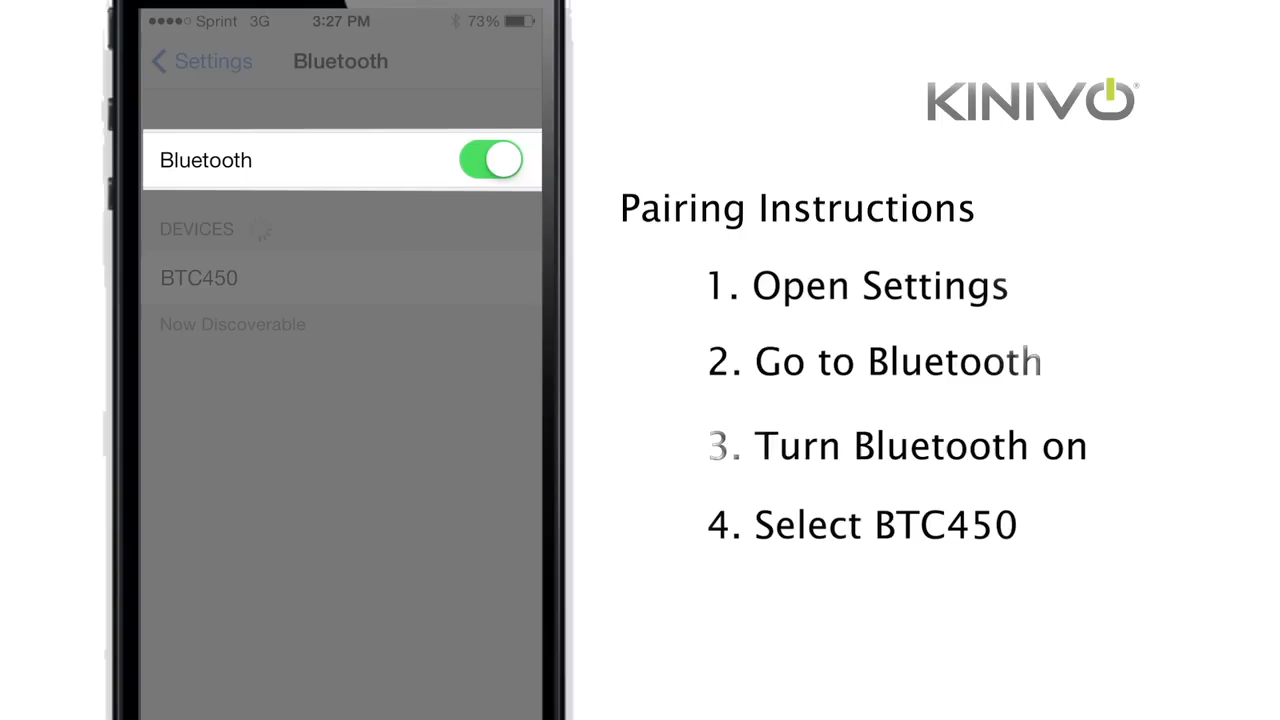 Sprint 3G 3:27 PM 73%
Settings Bluetooth
Bluetooth
DEVICES
BTC450
Now Discoverable
KINIVO®
Pairing Instructions
1. Open Settings
2. Go to Bluetooth
3. Turn Bluetooth on
4. Select BTC450